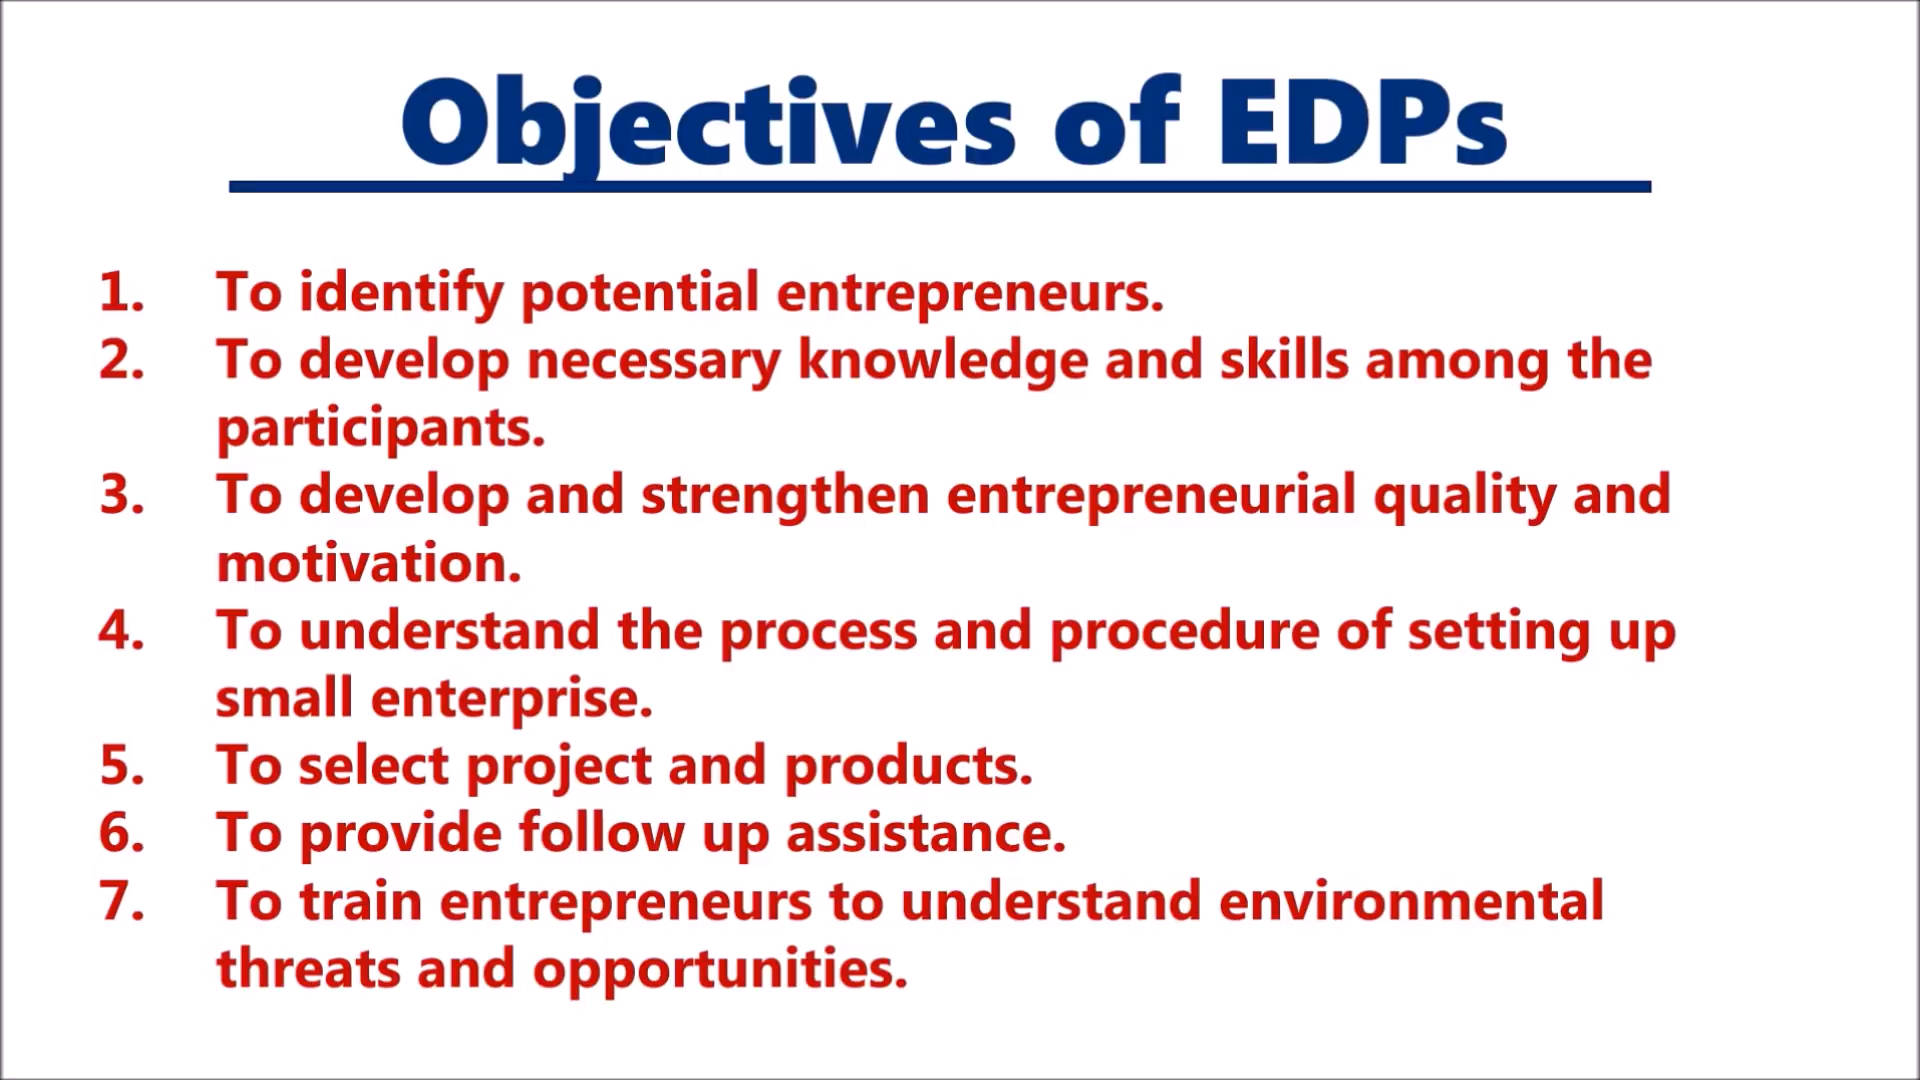 Objectives of EDPs
1. To identify potential entrepreneurs.
2. To develop necessary knowledge and skills among the
participants.
3. To develop and strengthen entrepreneurial quality and
motivation.
4. To understand the process and procedure of setting up
small enterprise.
5. To select project and products.
6. To provide follow up assistance.
7. To train entrepreneurs to understand environmental
threats and opportunities.